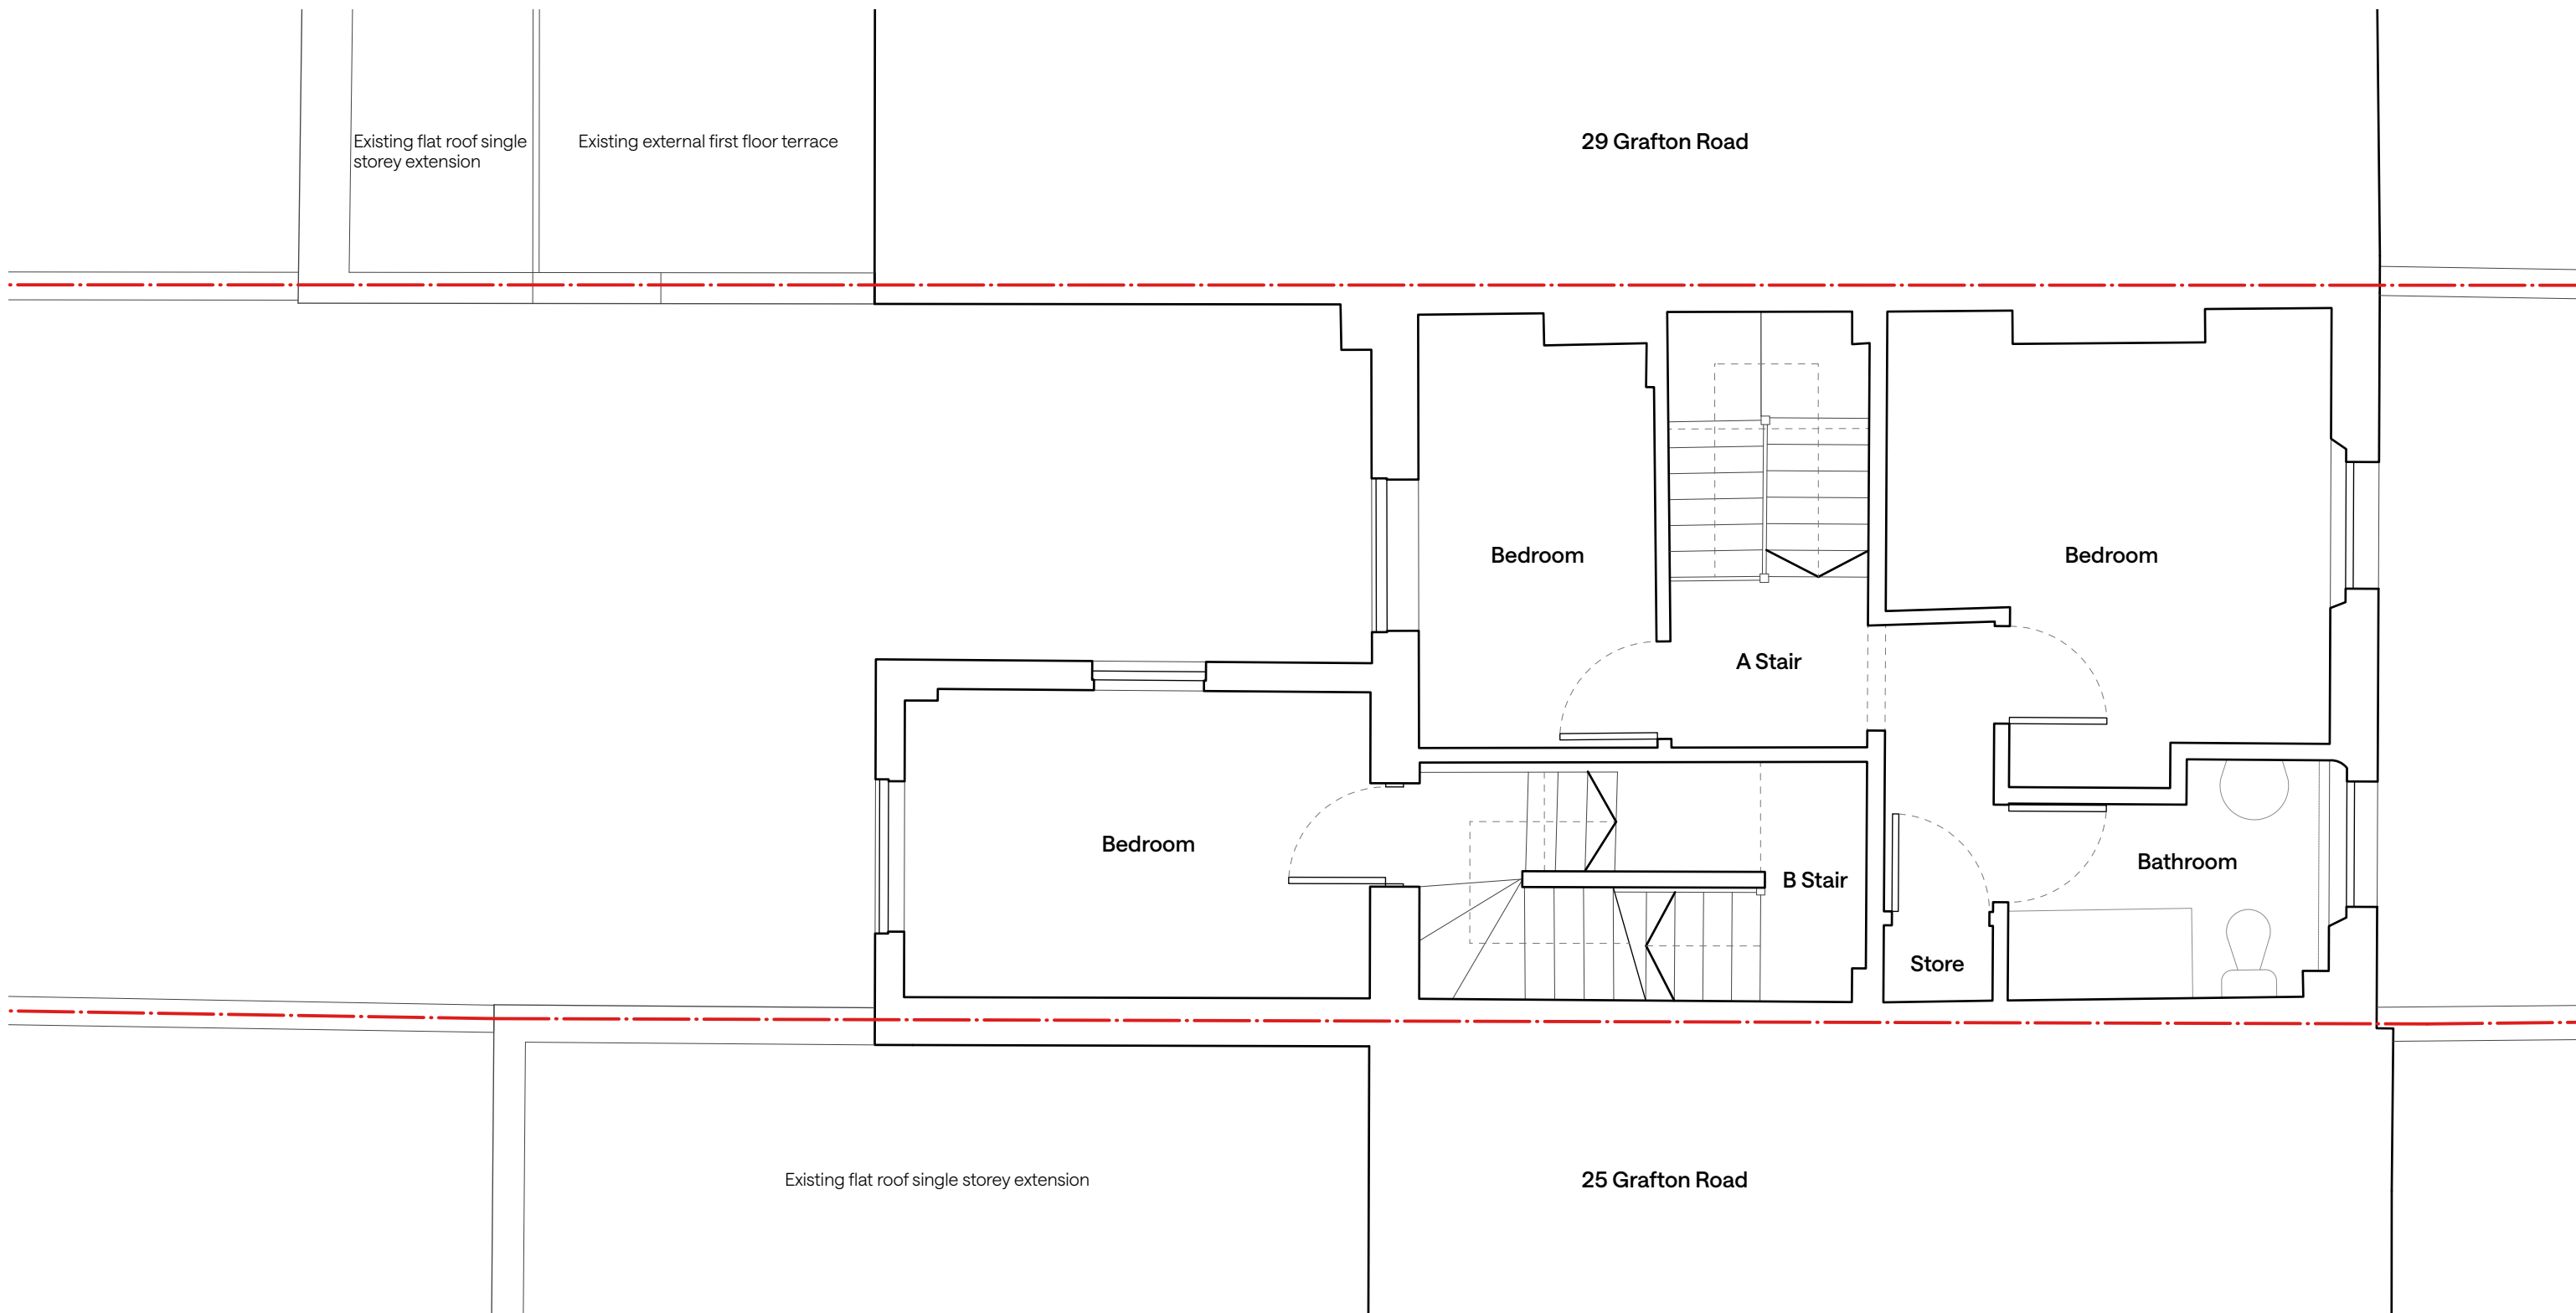 Existing flat roof single
storey extension
Existing external first floor terrace
29 Grafton Road
Bedroom
Bedroom
A Stair
Bedroom
B Stair
Bathroom
Store
Existing flat roof single storey extension
25 Grafton Road